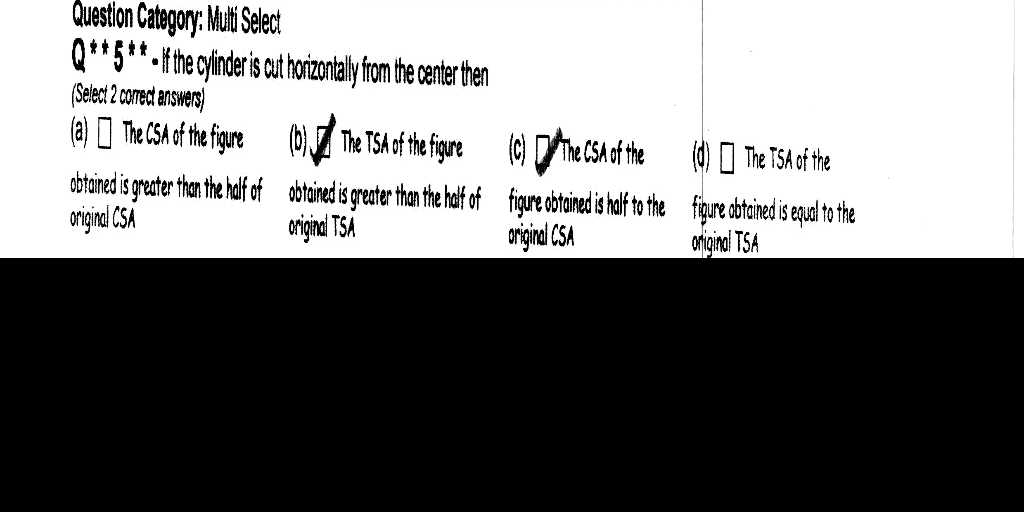 Question Category: Multi Select
Q**5** - If the cylinder is cut horizontally from the center then
(Select 2 correct answers)
(a) The CSA of the figure obtained is greater than the half of original CSA
(b) The TSA of the figure obtained is greater than the half of original TSA
(c) The CSA of the figure obtained is half to the original CSA
(d) The TSA of the figure obtained is equal to the original TSA